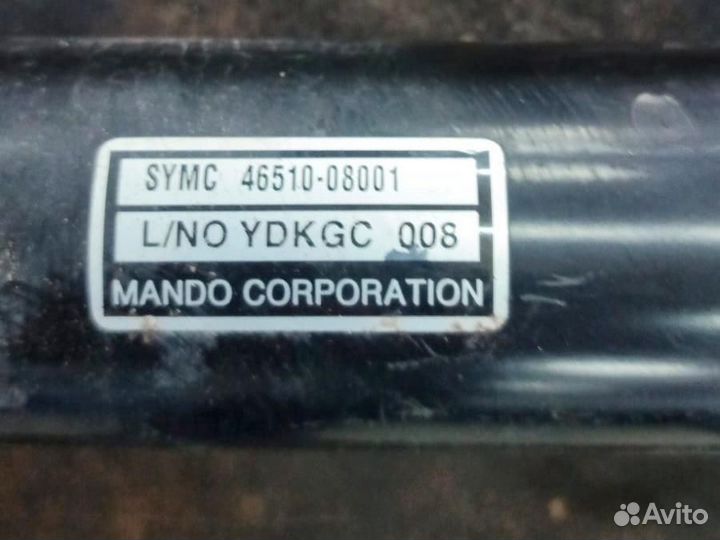 SYMC 46510-08001
L/NO YDKGC 008
MANDO CORPORATION
Avito